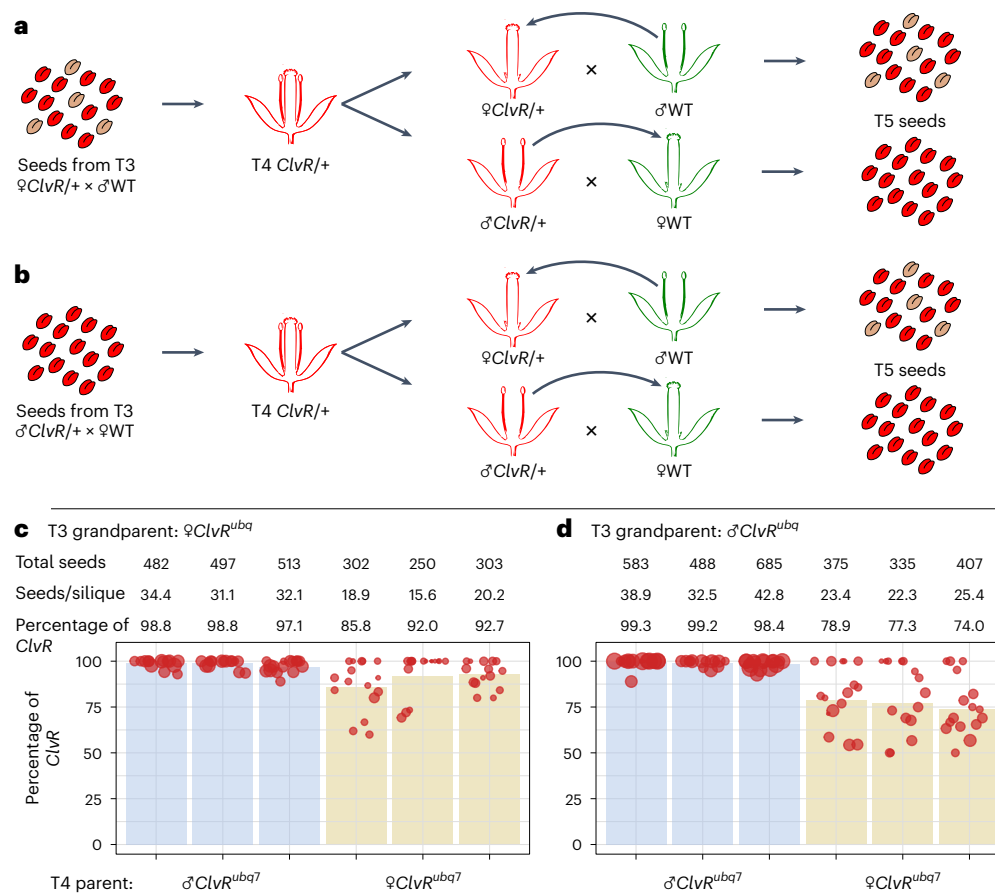 a
Seeds from T3
♀ClvR/+ × ♂WT
T4 ClvR/+
♀ClvR/+
×
♂WT
♂ClvR/+
×
♀WT
T5 seeds
b
Seeds from T3
♂ClvR/+ × ♀WT
T4 ClvR/+
♀ClvR/+
×
♂WT
♂ClvR/+
×
♀WT
T5 seeds
c T3 grandparent: ♀ClvR^ubq
Total seeds 482 497 513 302 250 303
Seeds/silique 34.4 31.1 32.1 18.9 15.6 20.2
Percentage of ClvR 98.8 98.8 97.1 85.8 92.0 92.7
Percentage of
ClvR
100
75
50
25
0
T4 parent: ♂ClvR^ubq7 ♀ClvR^ubq7
d T3 grandparent: ♂ClvR^ubq
583 488 685 375 335 407
38.9 32.5 42.8 23.4 22.3 25.4
99.3 99.2 98.4 78.9 77.3 74.0
100
75
50
25
0
♂ClvR^ubq7 ♀ClvR^ubq7